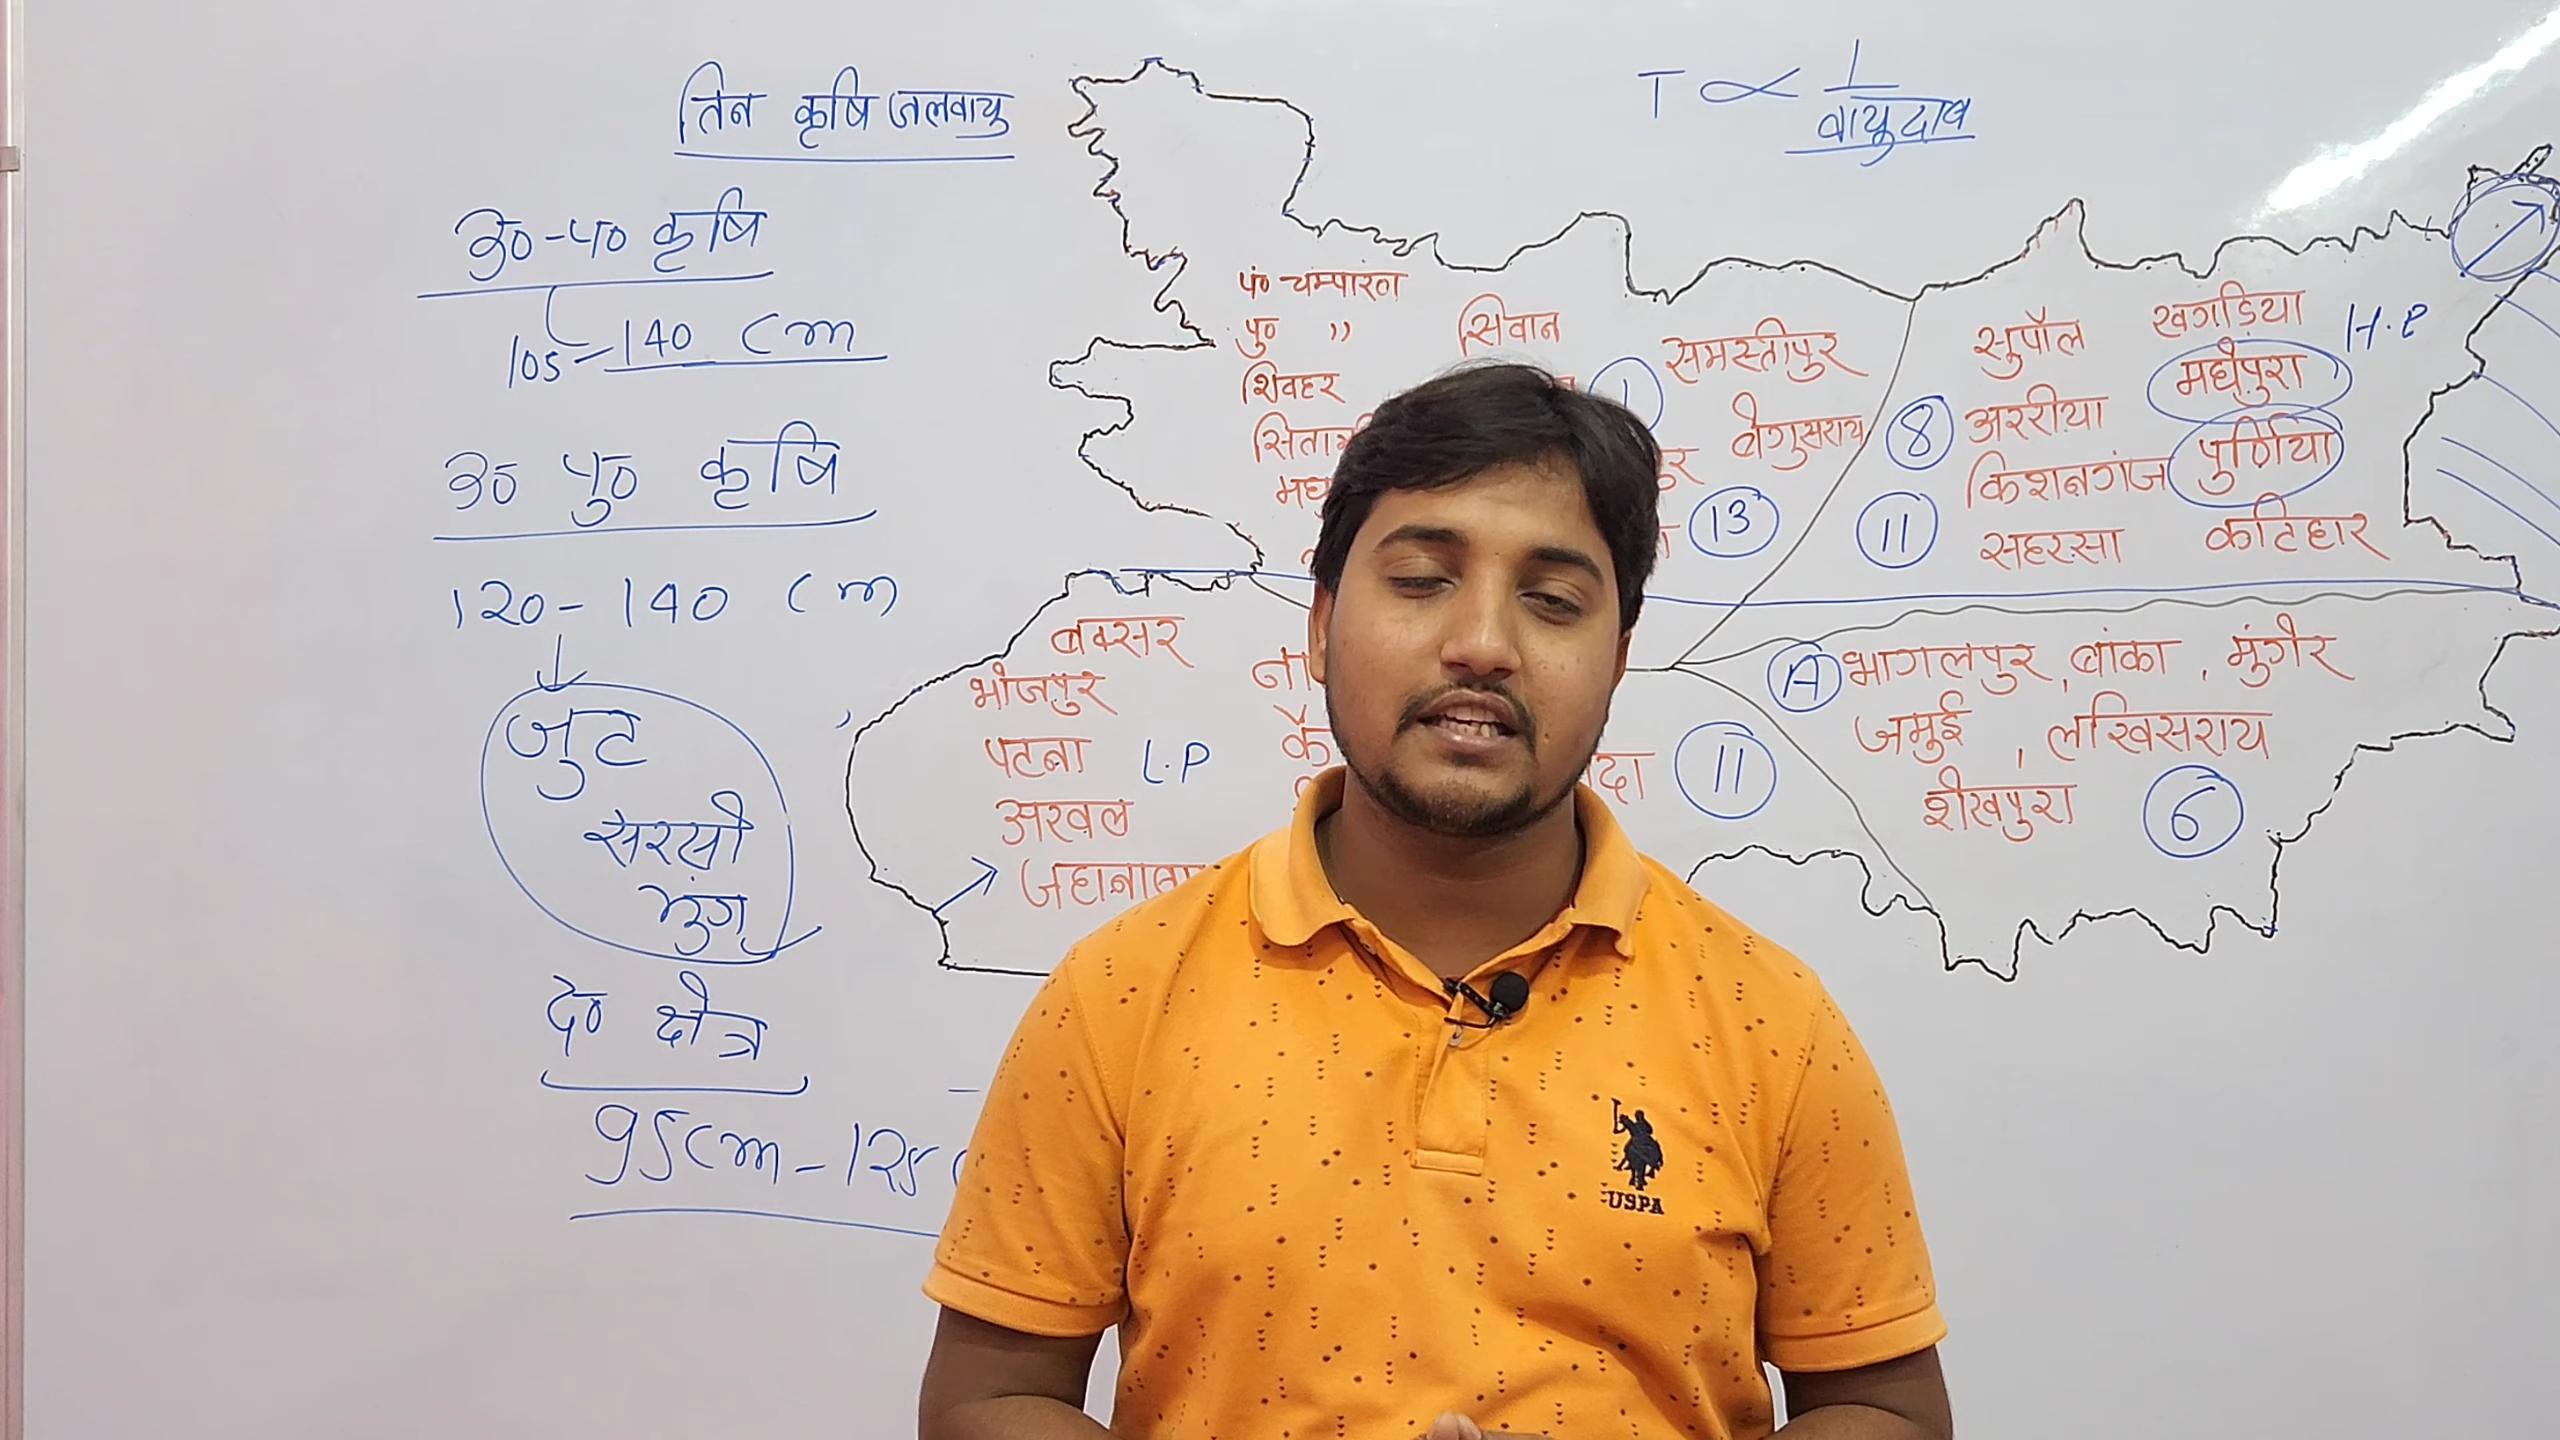 तिन कृषि जलवायु
उ०-प० कृषि
105-140 cm
उ० पु० कृषि
120-140 cm
जुट
सरसो
मुंग
द० क्षेत्र
95cm-125
T ∝ 1
वायुदाब
प० चम्पारण
पु० "
शिवहर
सिवान
समस्तीपुर
बेगुसराय
13
सुपौल खगड़िया H.P
मधेपुरा
8 अररीया
पुर्णिया
किशनगंज
11
सहरसा कटिहार
बक्सर
भोजपुर
पटना L.P
अरवल
11
A भागलपुर, बांका, मुंगेर
जमुई, लखिसराय
शेखपुरा 6
USPA